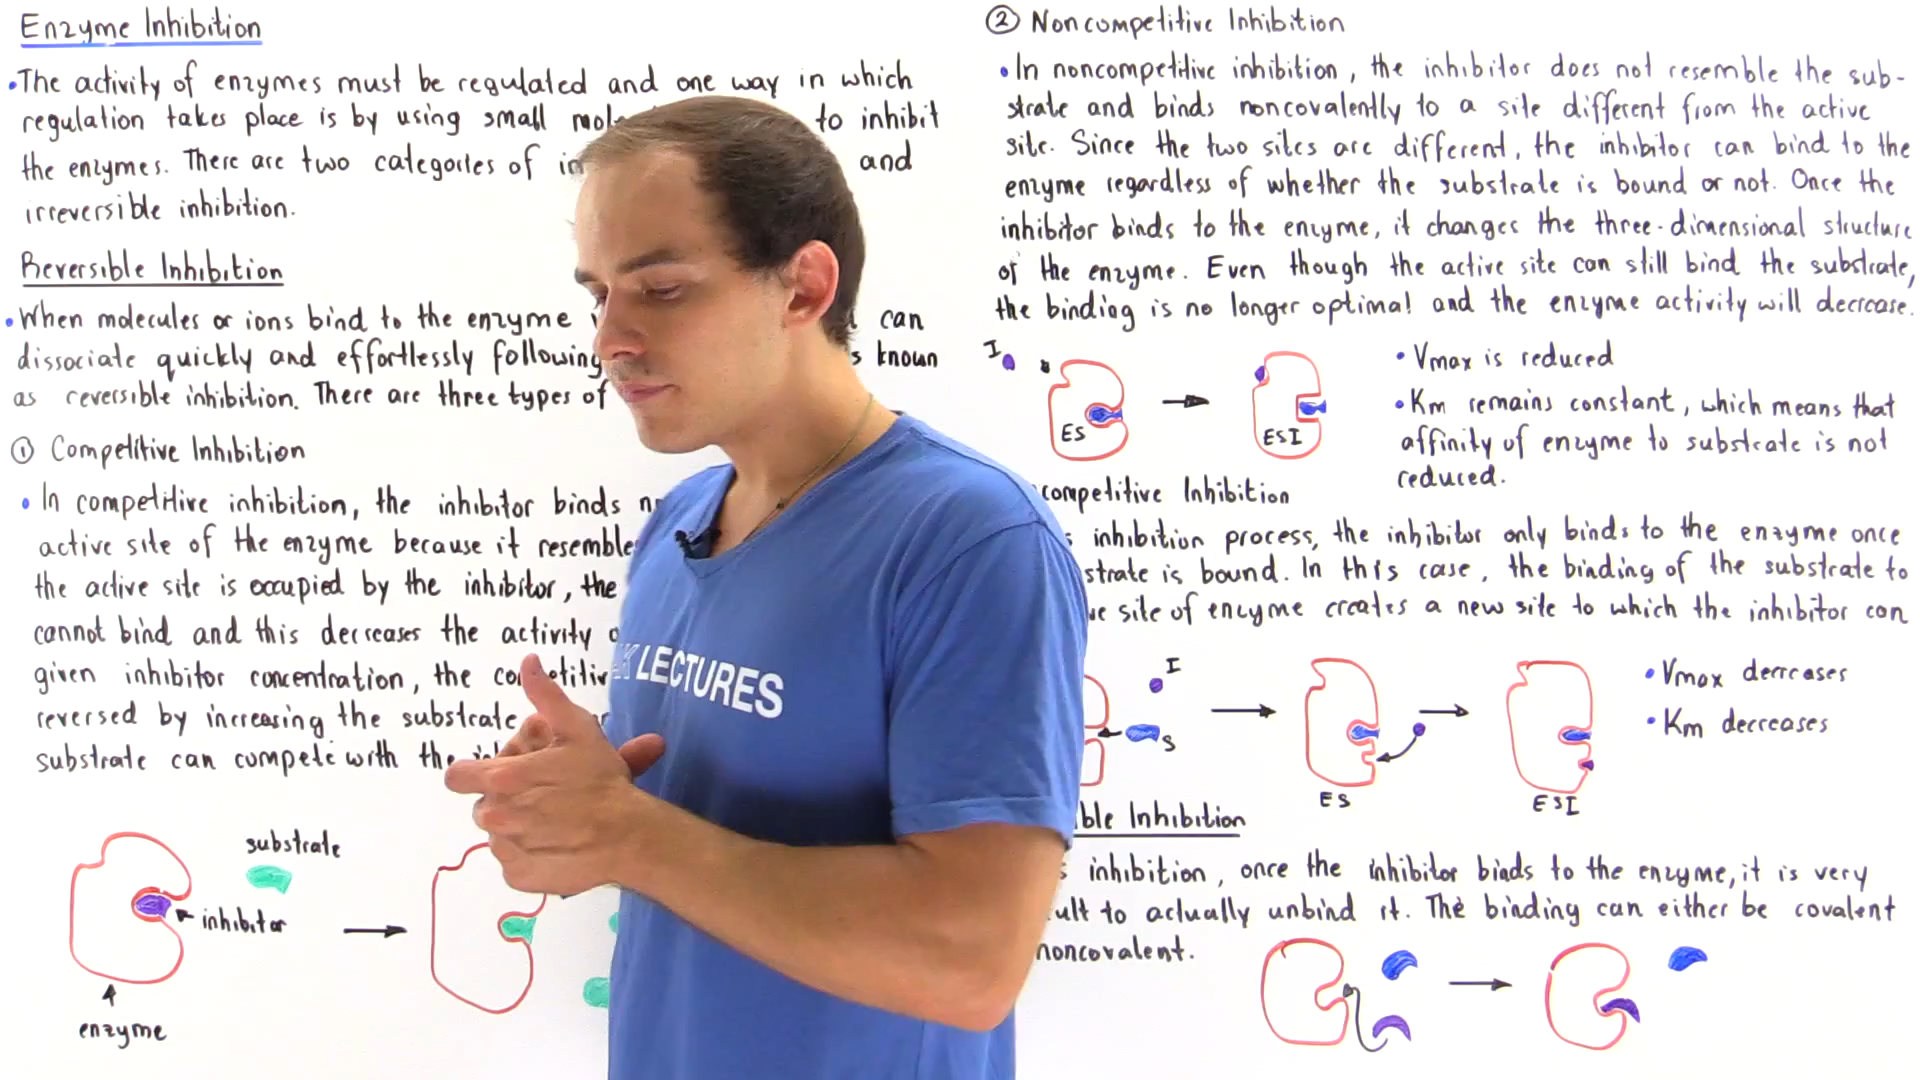 Enzyme Inhibition
•The activity of enzymes must be regulated and one way in which
regulation takes place is by using small to inhibit
the enzymes. There are two categories of and
irreversible inhibition.
Reversible Inhibition
•When molecules or ions bind to the enzyme can
dissociate quickly and effortlessly following known
as reversible inhibition. There are three types of
① Competitive Inhibition
• In competitive inhibition, the inhibitor binds
active site of the enzyme because it
the active site is occupied by the inhibitor, the
cannot bind and this decreases the activity
given inhibitor concentration, the
reversed by increasing the substrate
substrate can compete with the
substrate
inhibitor
enzyme
LECTURES
② Noncompetitive Inhibition
• In noncompetitive inhibition, the inhibitor does not resemble the sub-
strate and binds noncovalently to a site different from the active
site. Since the two sites are different, the inhibitor can bind to the
enzyme regardless of whether the substrate is bound or not. Once the
inhibitor binds to the enzyme, it changes the three-dimensional structure
of the enzyme. Even though the active site can still bind the substrate,
the binding is no longer optimal and the enzyme activity will decrease.
I
ES
ESI
• Vmax is reduced
• Km remains constant, which means that
affinity of enzyme to substrate is not
reduced.
competitive Inhibition
inhibition process, the inhibitor only binds to the enzyme once
strate is bound. In this case, the binding of the substrate to
site of enzyme creates a new site to which the inhibitor can
I
S
ES
ESI
• Vmax decreases
• Km decreases
ble Inhibition
inhibition, once the inhibitor binds to the enzyme, it is very
ult to actually unbind it. The binding can either be covalent
noncovalent.